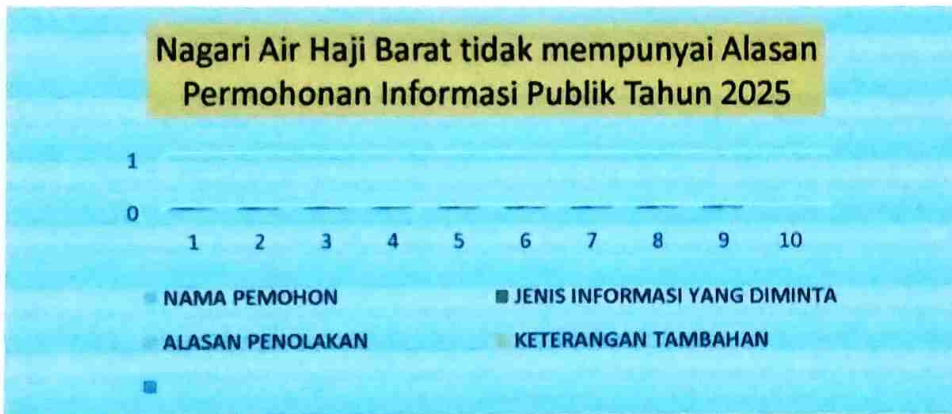 Nagari Air Haji Barat tidak mempunyai Alasan
Permohonan Informasi Publik Tahun 2025
1
0
1 2 3 4 5 6 7 8 9 10
NAMA PEMOHON JENIS INFORMASI YANG DIMINTA
ALASAN PENOLAKAN KETERANGAN TAMBAHAN